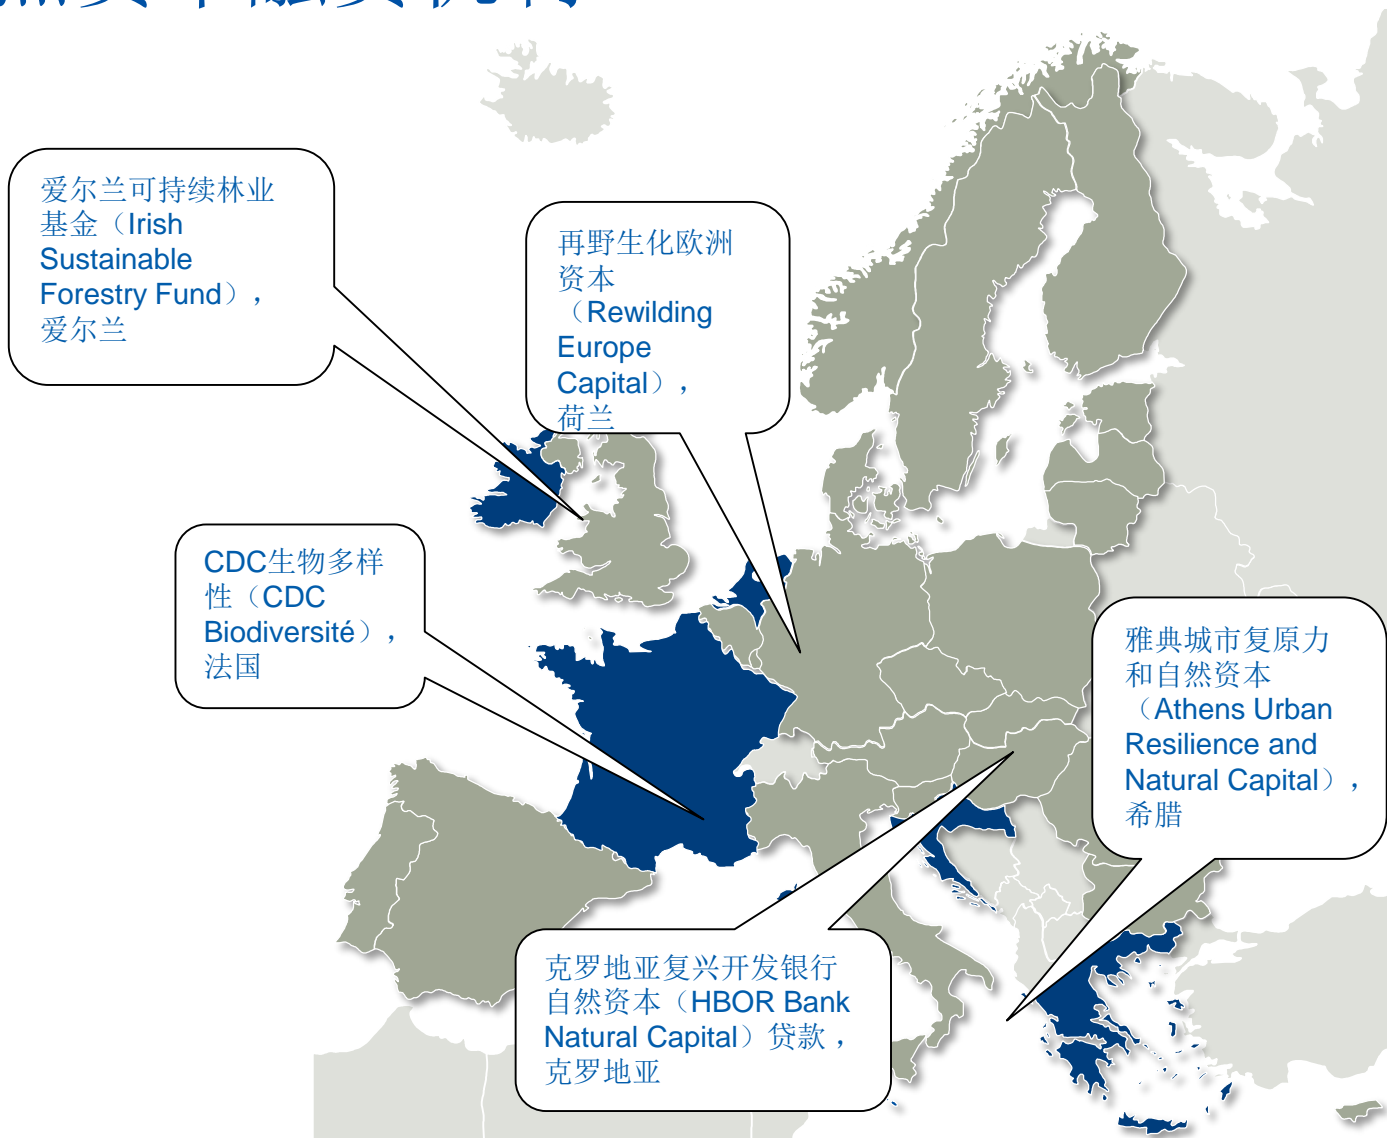 爱尔兰可持续林业
基金（Irish
Sustainable
Forestry Fund），
爱尔兰
再野生化欧洲
资本
（Rewilding
Europe
Capital），
荷兰
CDC生物多样
性（CDC
Biodiversité），
法国
雅典城市复原力
和自然资本
（Athens Urban
Resilience and
Natural Capital），
希腊
克罗地亚复兴开发银行
自然资本（HBOR Bank
Natural Capital）贷款，
克罗地亚